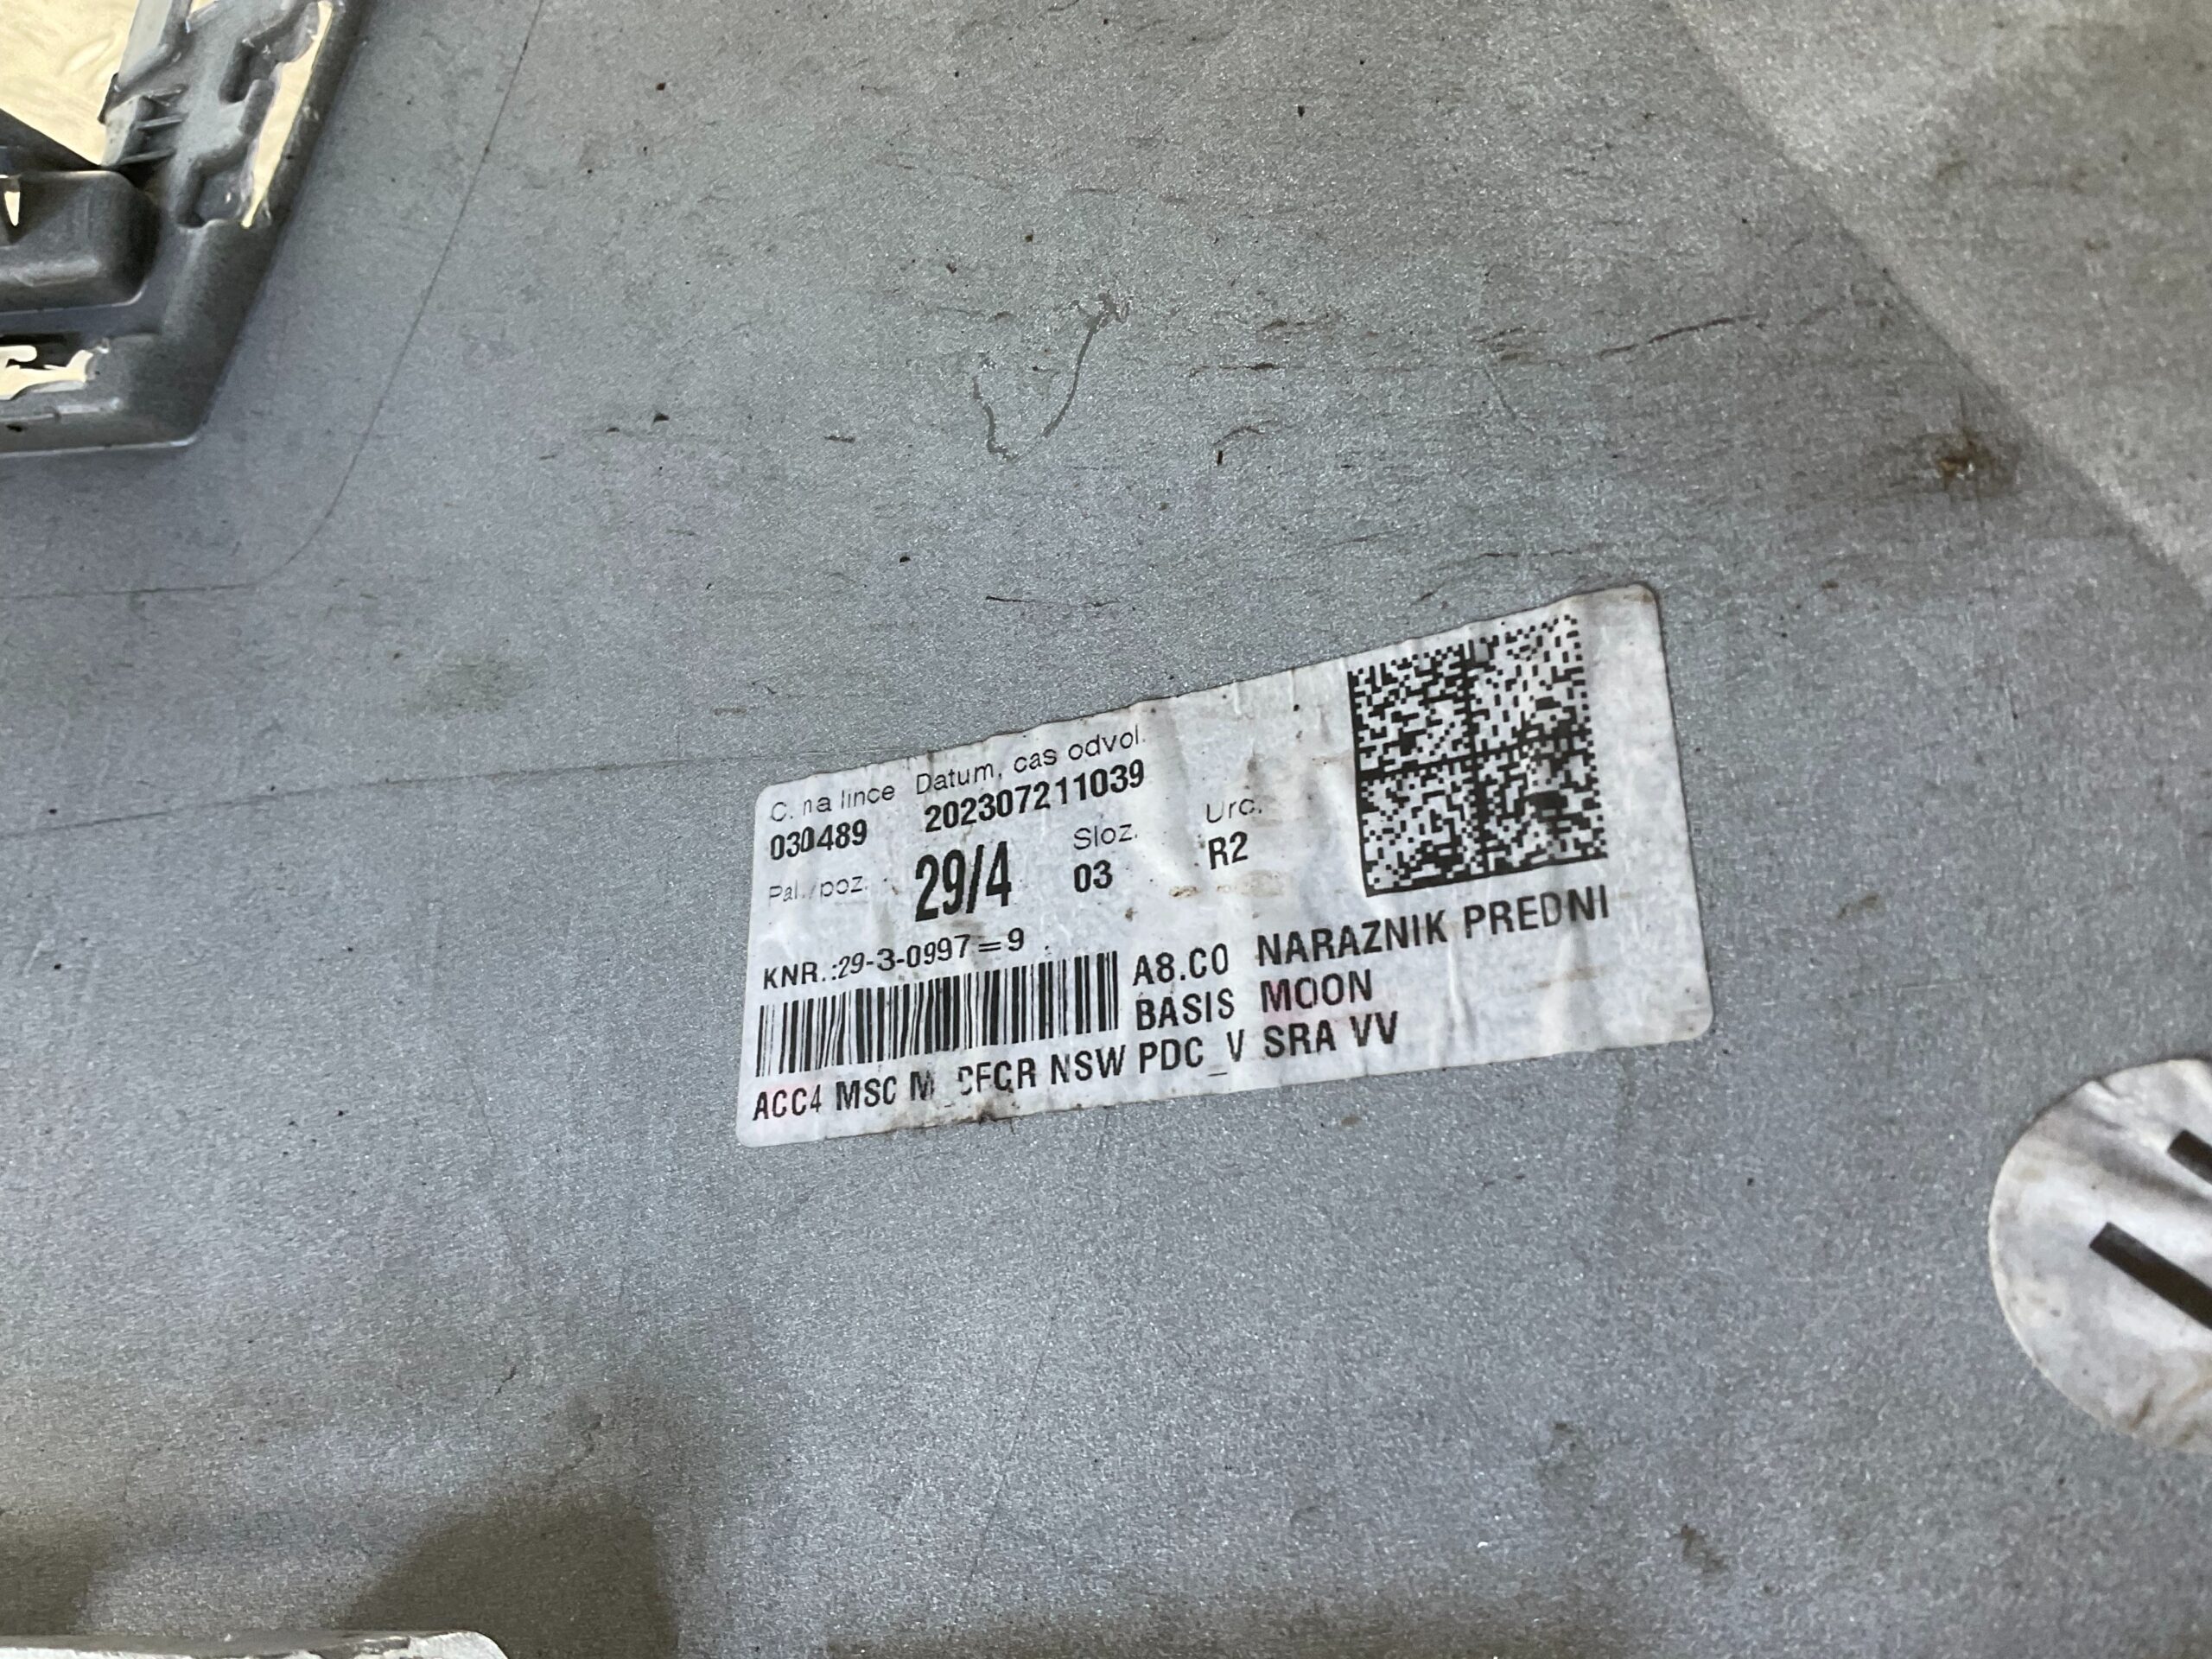 C. na lince Datum, cas odvol.
030489 202307211039
Pal./poz. 29/4 Sloz. 03 Urc. R2
KNR.:29-3-0997=9
A8.C0 NARAZNIK PREDNI
BASIS MOON
ACC4 MSC NSW PDC_V SRA VV